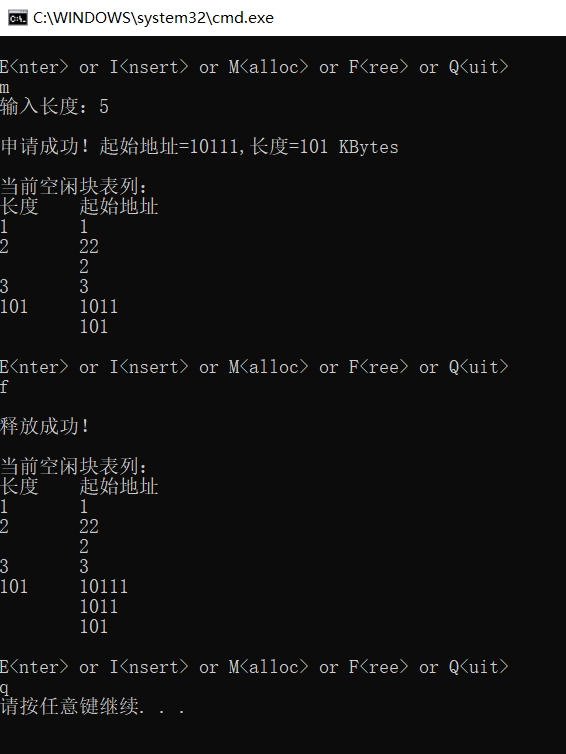 C:\WINDOWS\system32\cmd.exe
E<nter> or I<nsert> or M<alloc> or F<ree> or Q<uit>
m
输入长度: 5
申请成功! 起始地址=10111,长度=101 KBytes
当前空闲块表列:
长度    起始地址
1       1
2       22
        2
3       3
101     1011
        101
E<nter> or I<nsert> or M<alloc> or F<ree> or Q<uit>
f
释放成功!
当前空闲块表列:
长度    起始地址
1       1
2       22
        2
3       3
101     10111
        1011
        101
E<nter> or I<nsert> or M<alloc> or F<ree> or Q<uit>
q
请按任意键继续. . .